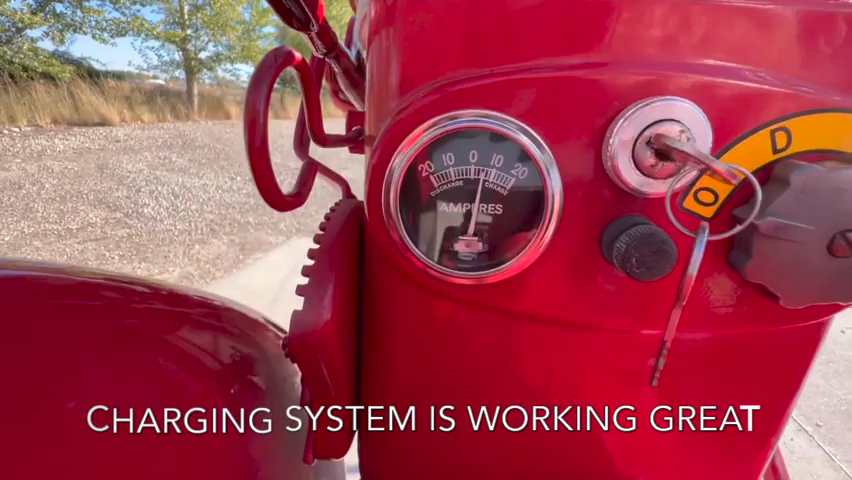 20 10 0 10 20
DISCHARGE CHARGE
AMPERES
D
O
CHARGING SYSTEM IS WORKING GREAT